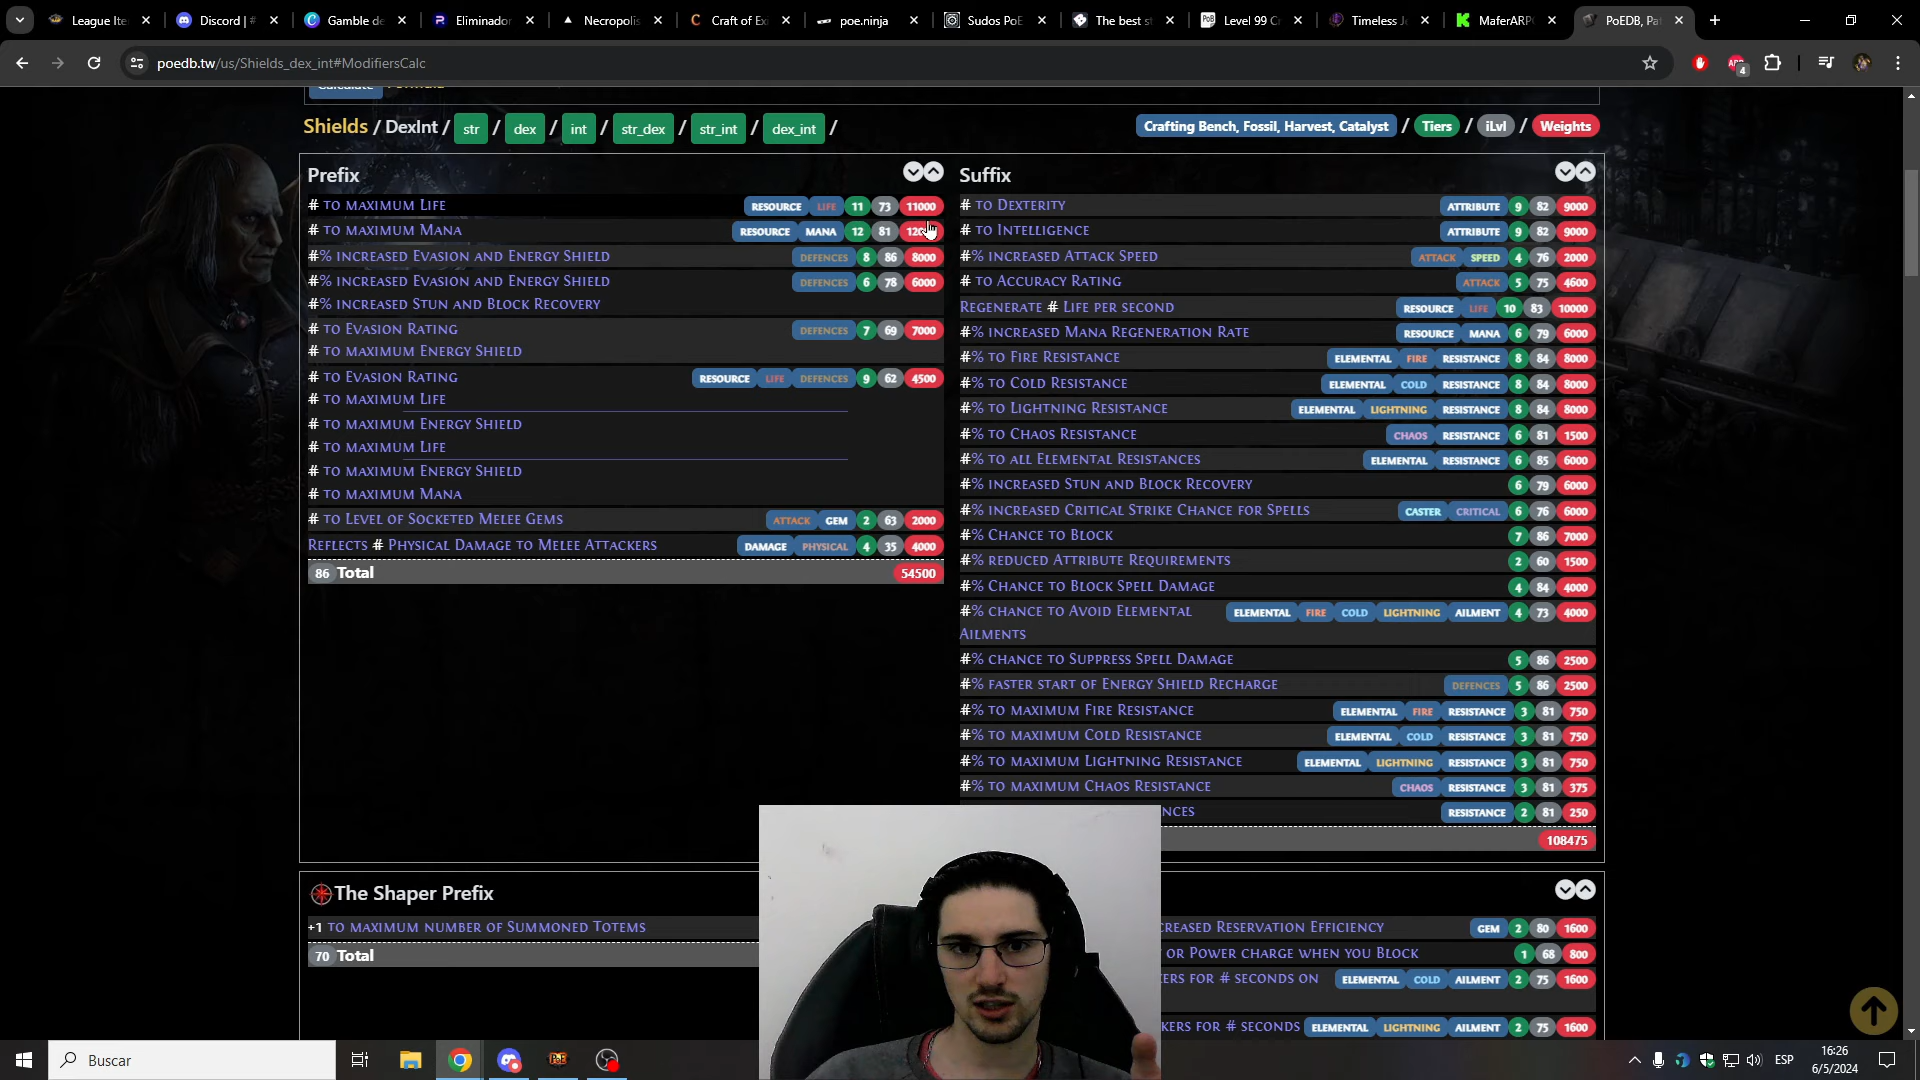 League Ite
Discord | #
Gamble de
Eliminador
Necropolis
Craft of Ex
poe.ninja
Sudos PoE
The best s
Level 99 C
Timeless J
MaferARP
PoEDB, Pa
poedb.tw/us/Shields_dex_int#ModifiersCalc
4
Shields / DexInt / str / dex / int / str_dex / str_int / dex_int /
Crafting Bench, Fossil, Harvest, Catalyst / Tiers / iLvl / Weights
Prefix
# to maximum Life RESOURCE LIFE 11 73 11000
# to maximum Mana RESOURCE MANA 12 81
#% increased Evasion and Energy Shield DEFENCES 8 86 8000
#% increased Evasion and Energy Shield DEFENCES 6 78 6000
#% increased Stun and Block Recovery
# to Evasion Rating DEFENCES 7 69 7000
# to maximum Energy Shield
# to Evasion Rating RESOURCE LIFE DEFENCES 9 62 4500
# to maximum Life
# to maximum Energy Shield
# to maximum Life
# to maximum Energy Shield
# to maximum Mana
# to Level of Socketed Melee Gems ATTACK GEM 2 63 2000
Reflects # Physical Damage to Melee Attackers DAMAGE PHYSICAL 4 35 4000
86 Total 54500
Suffix
# to Dexterity ATTRIBUTE 9 82 9000
# to Intelligence ATTRIBUTE 9 82 9000
#% increased Attack Speed ATTACK SPEED 4 76 2000
# to Accuracy Rating ATTACK 5 75 4600
Regenerate # Life per second RESOURCE LIFE 10 83 10000
#% increased Mana Regeneration Rate RESOURCE MANA 6 79 6000
#% to Fire Resistance ELEMENTAL FIRE RESISTANCE 8 84 8000
#% to Cold Resistance ELEMENTAL COLD RESISTANCE 8 84 8000
#% to Lightning Resistance ELEMENTAL LIGHTNING RESISTANCE 8 84 8000
#% to Chaos Resistance CHAOS RESISTANCE 6 81 1500
#% to all Elemental Resistances ELEMENTAL RESISTANCE 6 85 6000
#% increased Stun and Block Recovery 6 79 6000
#% increased Critical Strike Chance for Spells CASTER CRITICAL 6 76 6000
#% Chance to Block 7 86 7000
#% reduced Attribute Requirements 2 60 1500
#% Chance to Block Spell Damage 4 84 4000
#% chance to Avoid Elemental ELEMENTAL FIRE COLD LIGHTNING AILMENT 4 73 4000
Ailments
#% chance to Suppress Spell Damage 5 86 2500
#% faster start of Energy Shield Recharge DEFENCES 5 86 2500
#% to maximum Fire Resistance ELEMENTAL FIRE RESISTANCE 3 81 750
#% to maximum Cold Resistance ELEMENTAL COLD RESISTANCE 3 81 750
#% to maximum Lightning Resistance ELEMENTAL LIGHTNING RESISTANCE 3 81 750
#% to maximum Chaos Resistance CHAOS RESISTANCE 3 81 375
nces RESISTANCE 2 81 250
108475
The Shaper Prefix
+1 to maximum number of Summoned Totems
70 Total
creased Reservation Efficiency GEM 2 80 1600
or Power charge when you Block 1 68 800
kers for # seconds on ELEMENTAL COLD AILMENT 2 75 1600
kers for # seconds ELEMENTAL LIGHTNING AILMENT 2 75 1600
Buscar
ESP
16:26
6/5/2024